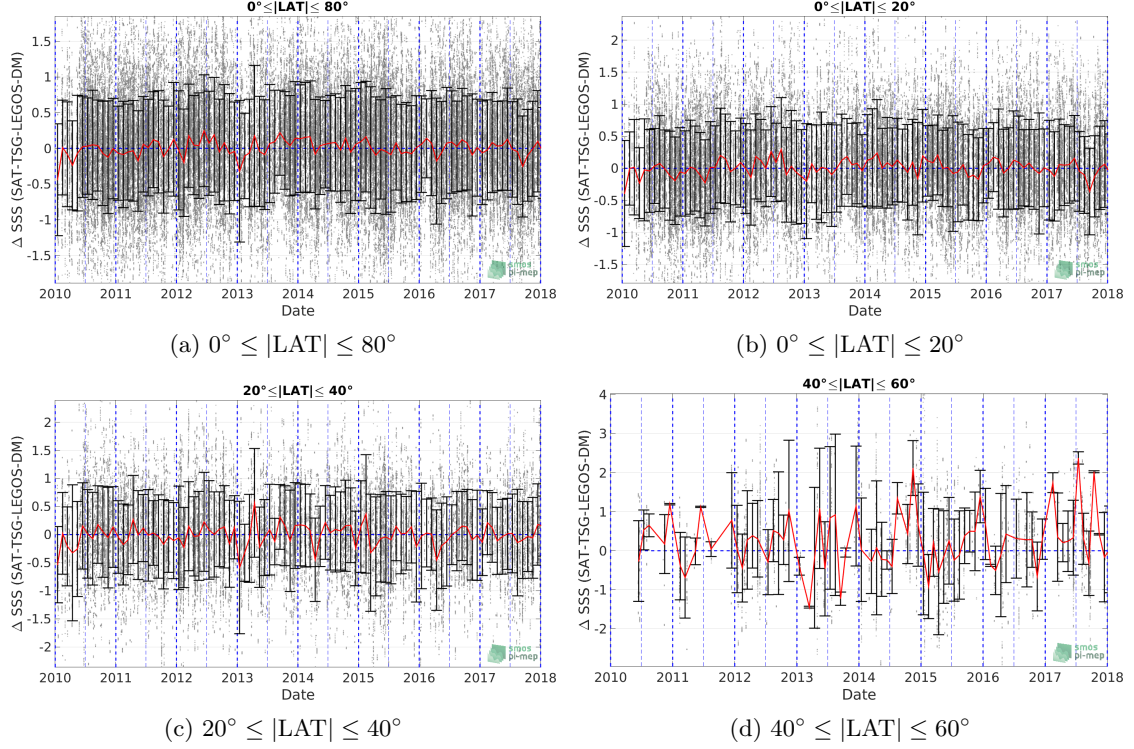 0°≤|LAT|≤ 80°
Δ SSS (SAT-TSG-LEGOS-DM)
1.5
1
0.5
0
-0.5
-1
-1.5
2010 2011 2012 2013 2014 2015 2016 2017 2018
Date
smos
pi-mep
(a) 0° ≤ |LAT| ≤ 80°
0°≤|LAT|≤ 20°
Δ SSS (SAT-TSG-LEGOS-DM)
2
1.5
1
0.5
0
-0.5
-1
-1.5
2010 2011 2012 2013 2014 2015 2016 2017 2018
Date
smos
pi-mep
(b) 0° ≤ |LAT| ≤ 20°
20°≤|LAT|≤ 40°
Δ SSS (SAT-TSG-LEGOS-DM)
2
1.5
1
0.5
0
-0.5
-1
-1.5
-2
2010 2011 2012 2013 2014 2015 2016 2017 2018
Date
smos
pi-mep
(c) 20° ≤ |LAT| ≤ 40°
40°≤|LAT|≤ 60°
Δ SSS (SAT-TSG-LEGOS-DM)
4
3
2
1
0
-1
-2
2010 2011 2012 2013 2014 2015 2016 2017 2018
Date
smos
pi-mep
(d) 40° ≤ |LAT| ≤ 60°